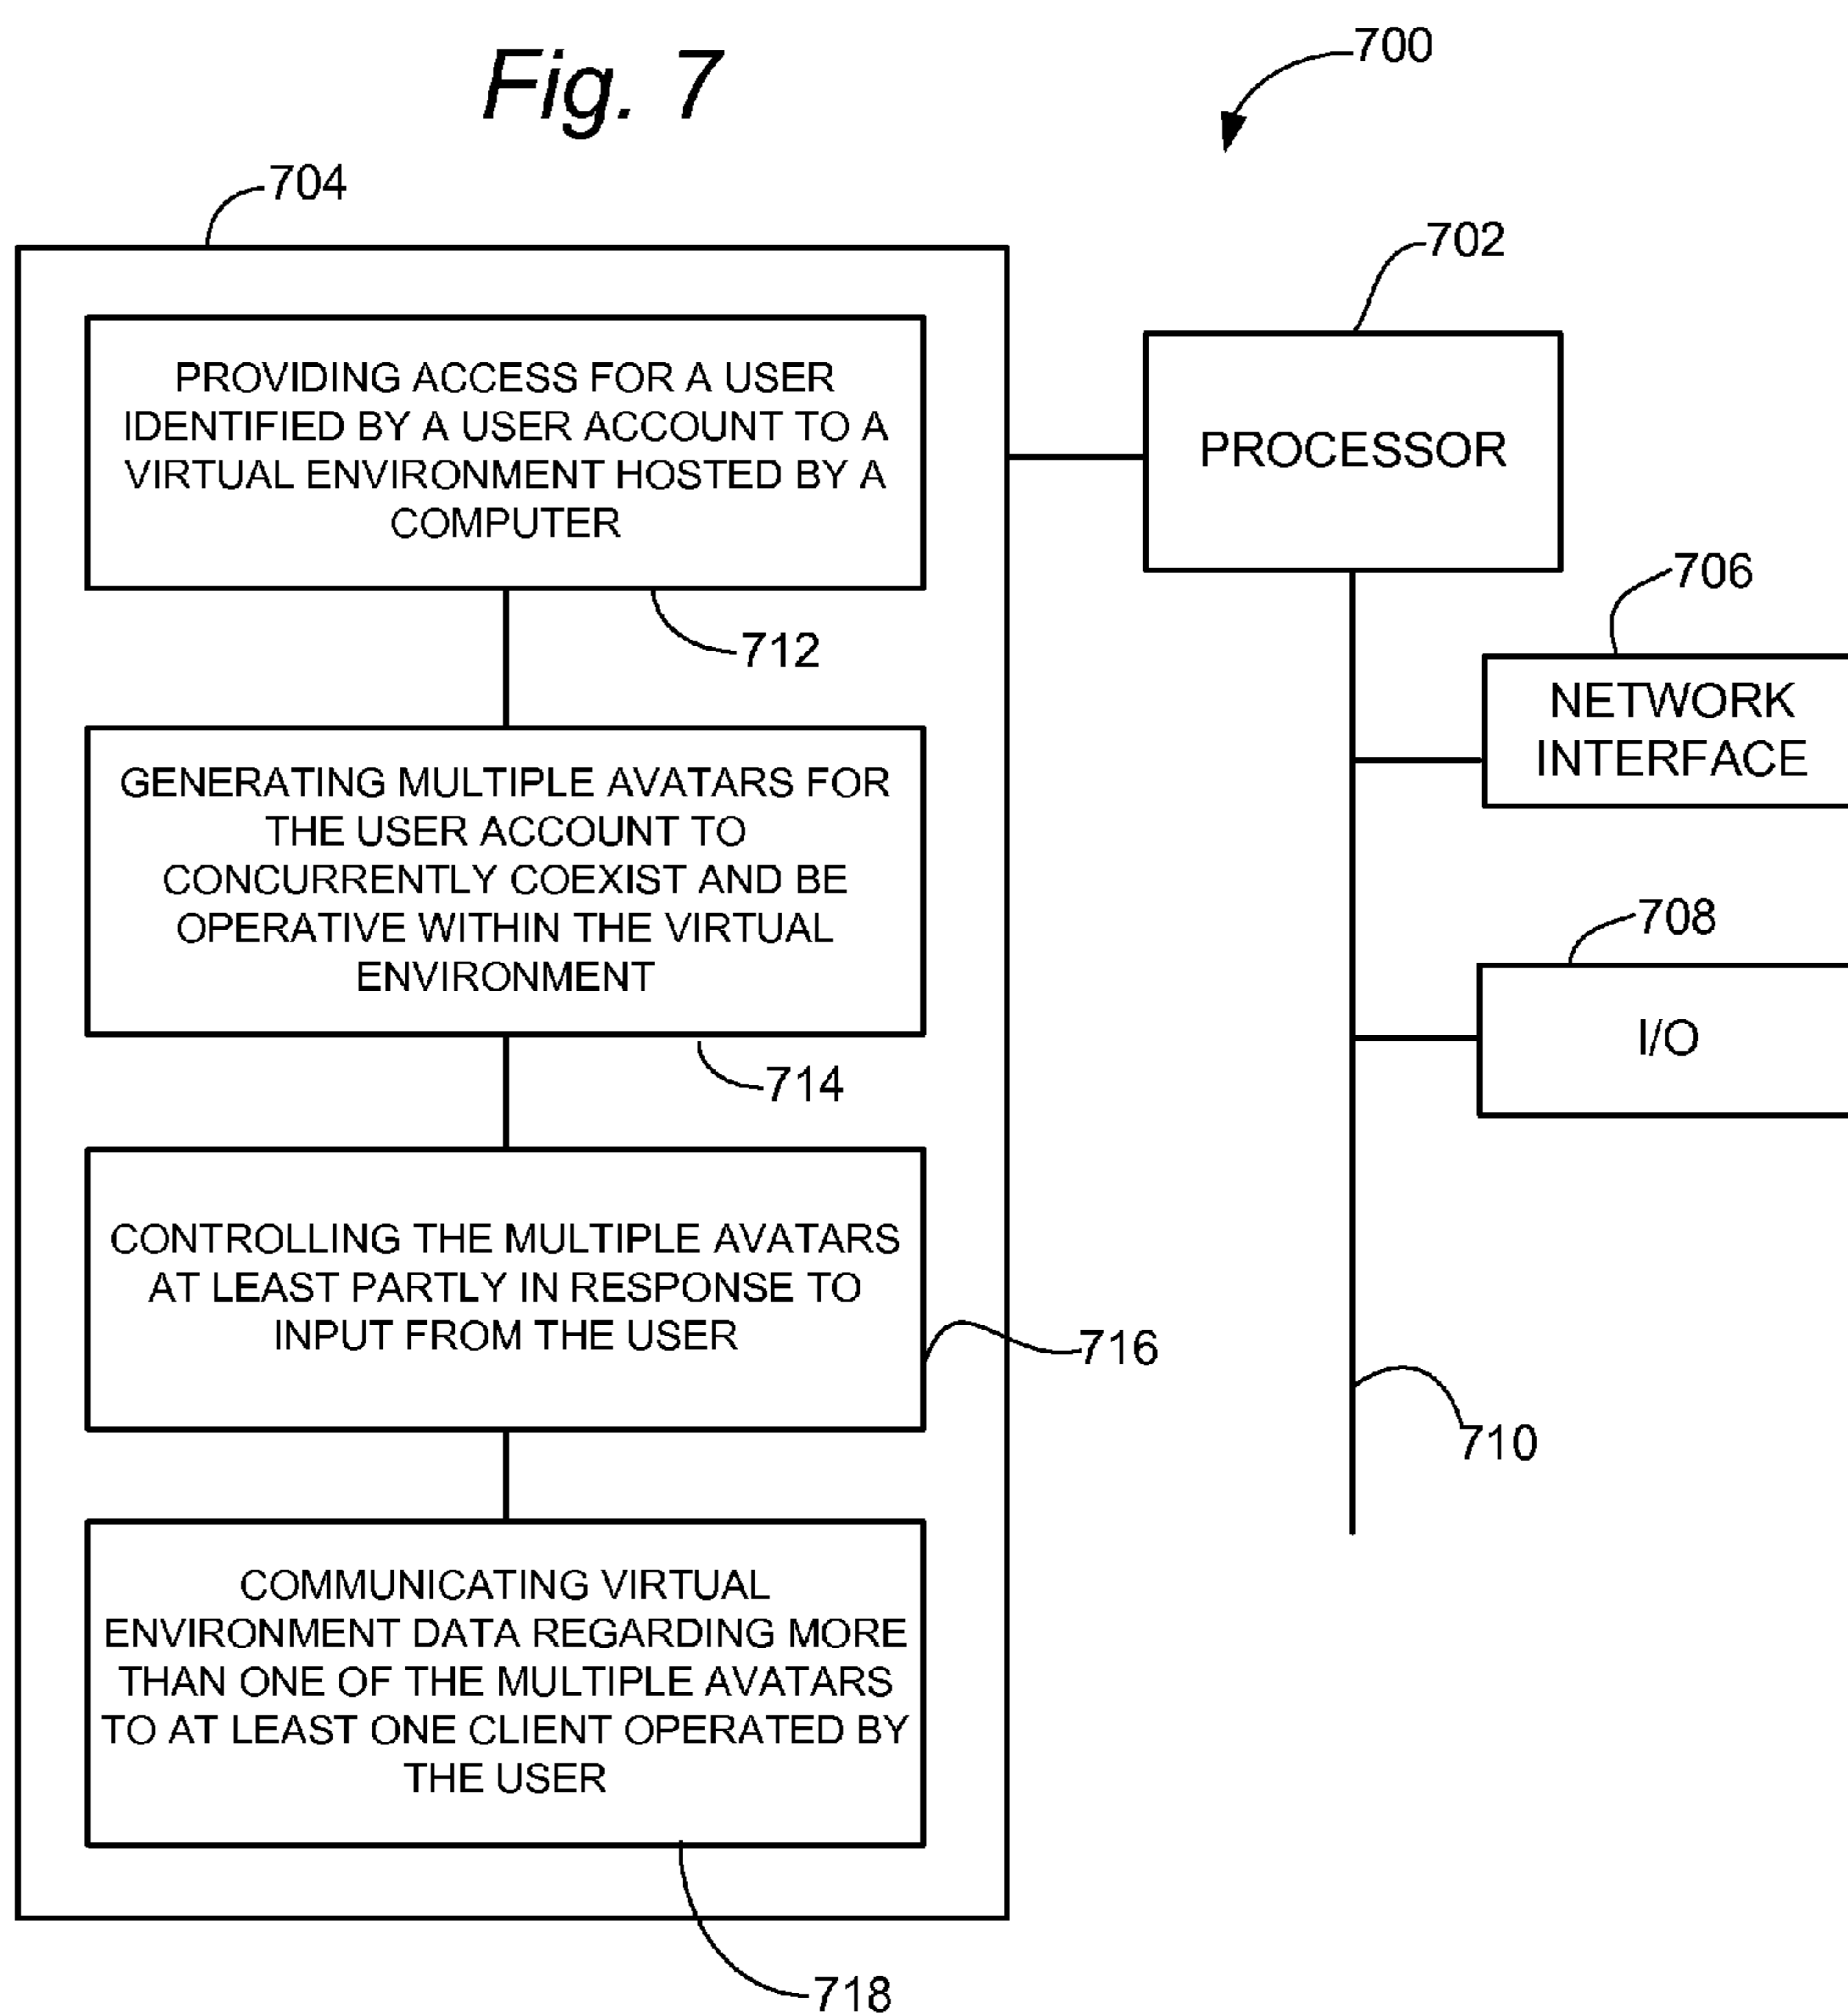 Fig. 7
700
704
702
PROVIDING ACCESS FOR A USER
IDENTIFIED BY A USER ACCOUNT TO A
VIRTUAL ENVIRONMENT HOSTED BY A
COMPUTER
PROCESSOR
706
712
NETWORK
INTERFACE
GENERATING MULTIPLE AVATARS FOR
THE USER ACCOUNT TO
CONCURRENTLY COEXIST AND BE
OPERATIVE WITHIN THE VIRTUAL
ENVIRONMENT
708
I/O
714
CONTROLLING THE MULTIPLE AVATARS
AT LEAST PARTLY IN RESPONSE TO
INPUT FROM THE USER
716
710
COMMUNICATING VIRTUAL
ENVIRONMENT DATA REGARDING MORE
THAN ONE OF THE MULTIPLE AVATARS
TO AT LEAST ONE CLIENT OPERATED BY
THE USER
718